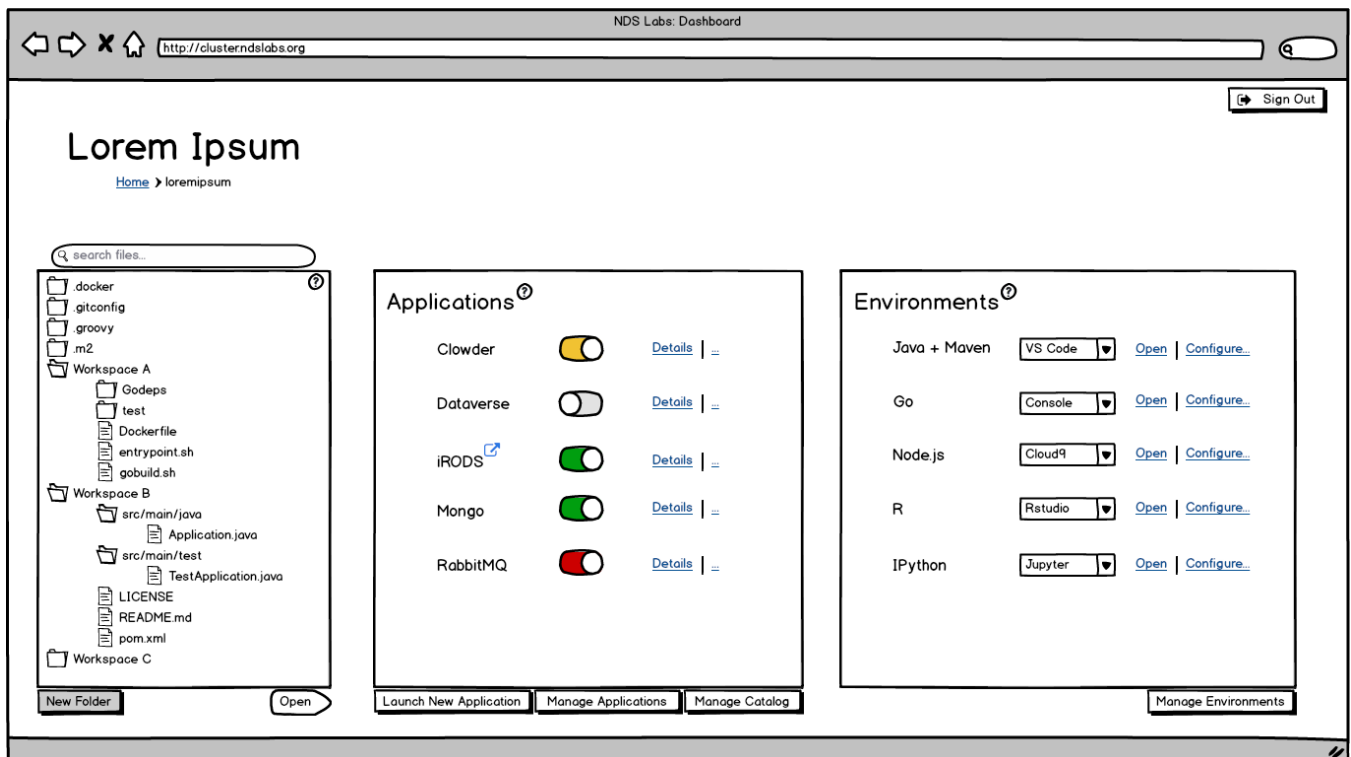 NDS Labs: Dashboard
http://cluster.ndslabs.org
Sign Out
Lorem Ipsum
Home > loremipsum
search files...
.docker
.gitconfig
.groovy
.m2
Workspace A
Godeps
test
Dockerfile
entrypoint.sh
gobuild.sh
Workspace B
src/main/java
Application.java
src/main/test
TestApplication.java
LICENSE
README.md
pom.xml
Workspace C
New Folder
Open
Applications ?
Clowder Details | ...
Dataverse Details | ...
iRODS Details | ...
Mongo Details | ...
RabbitMQ Details | ...
Launch New Application
Manage Applications
Manage Catalog
Environments ?
Java + Maven VS Code Open | Configure...
Go Console Open | Configure...
Node.js Cloud9 Open | Configure...
R Rstudio Open | Configure...
IPython Jupyter Open | Configure...
Manage Environments